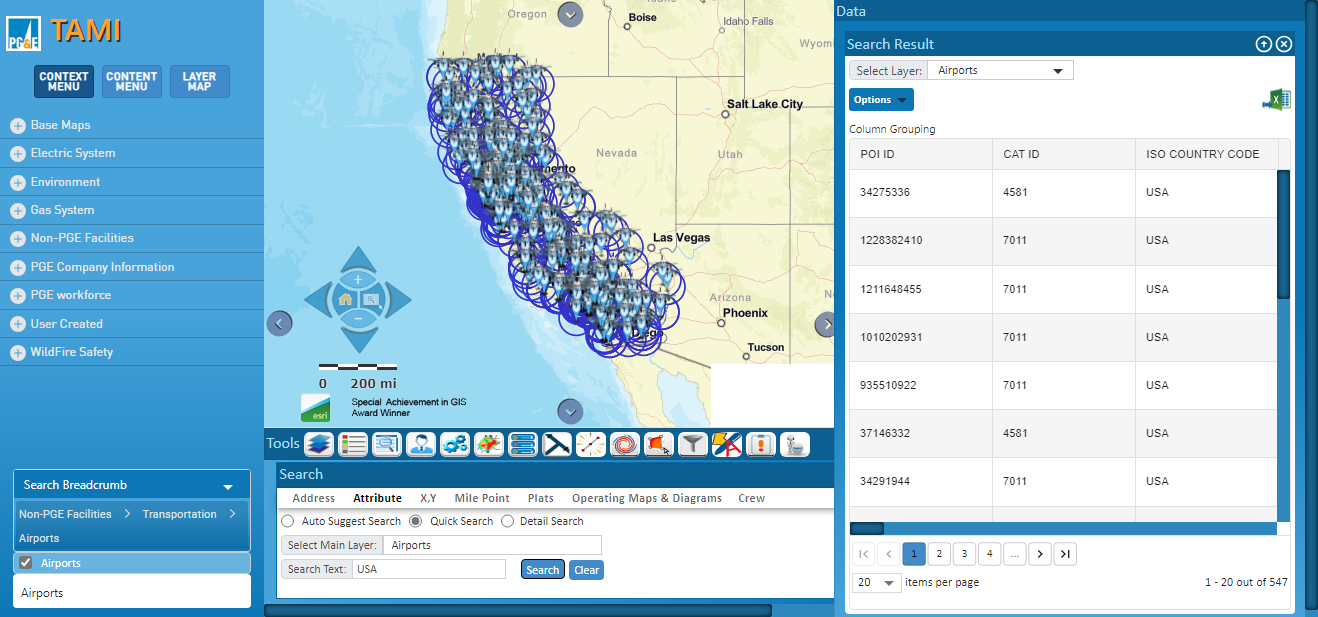 PG&E
TAMI
CONTEXT MENU
CONTENT MENU
LAYER MAP
Base Maps
Electric System
Environment
Gas System
Non-PGE Facilities
PGE Company Information
PGE workforce
User Created
WildFire Safety
Search Breadcrumb
Non-PGE Facilities
Transportation
Airports
Airports
Airports
Oregon
Boise
Idaho Falls
Wyom
Salt Lake City
Nevada
Utah
Las Vegas
Arizona
Phoenix
Tucson
0 200 mi
esri
Special Achievement in GIS
Award Winner
Tools
Search
Address Attribute X,Y Mile Point Plats Operating Maps & Diagrams Crew
Auto Suggest Search Quick Search Detail Search
Select Main Layer: Airports
Search Text: USA Search Clear
Data
Search Result
Select Layer: Airports
Options
Column Grouping
POI ID CAT ID ISO COUNTRY CODE
34275336 4581 USA
1228382410 7011 USA
1211648455 7011 USA
1010202931 7011 USA
935510922 7011 USA
37146332 4581 USA
34291944 7011 USA
1 2 3 4 ...
20 items per page 1 - 20 out of 547